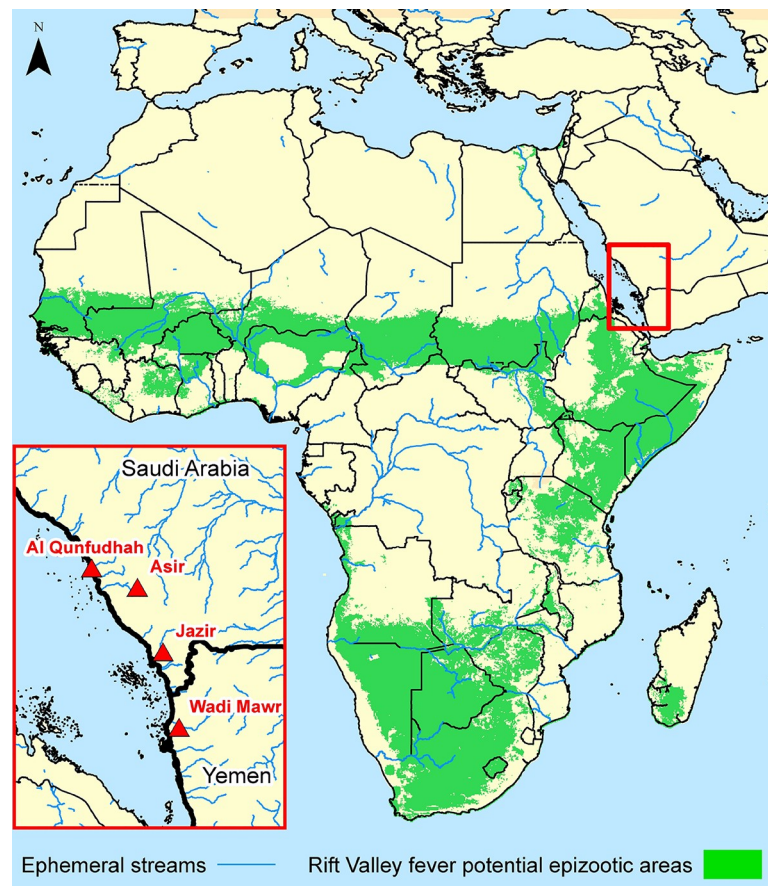 N
Saudi Arabia
Al Qunfudhah
Asir
Jazir
Wadi Mawr
Yemen
Ephemeral streams
Rift Valley fever potential epizootic areas